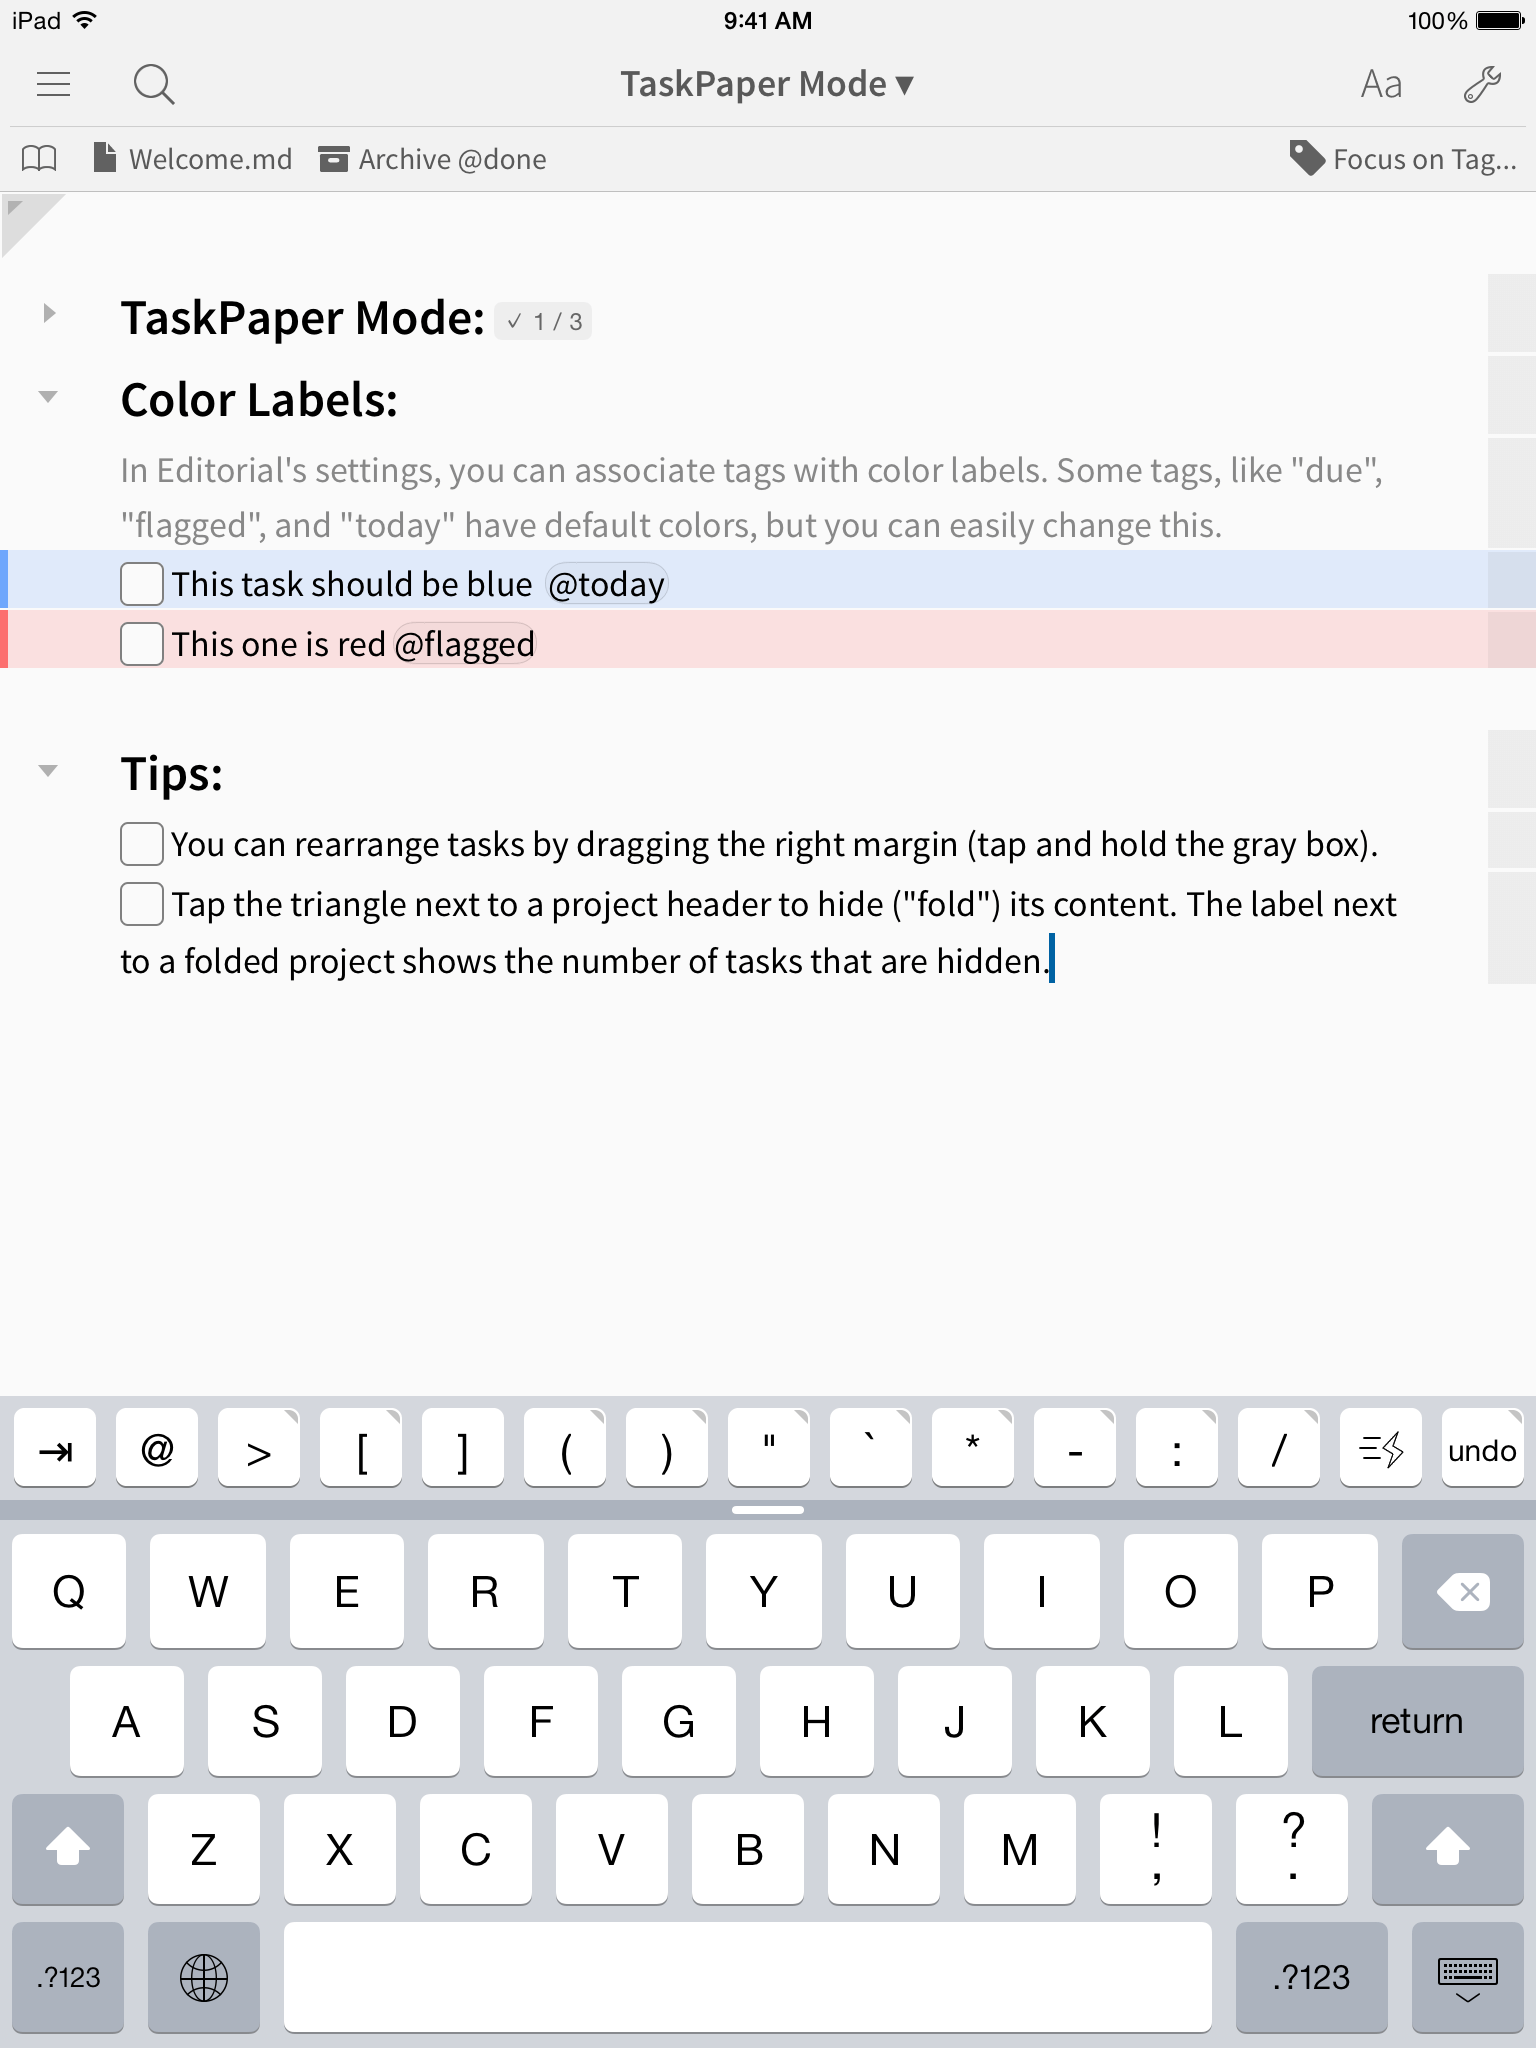 iPad 9:41 AM 100%
TaskPaper Mode ▾ Aa
Welcome.md Archive @done Focus on Tag...
TaskPaper Mode: ✓ 1 / 3
Color Labels:
In Editorial's settings, you can associate tags with color labels. Some tags, like "due",
"flagged", and "today" have default colors, but you can easily change this.
This task should be blue @today
This one is red @flagged
Tips:
You can rearrange tasks by dragging the right margin (tap and hold the gray box).
Tap the triangle next to a project header to hide ("fold") its content. The label next
to a folded project shows the number of tasks that are hidden.
⇥ @ > [ ] ( ) " ` * - : / undo
Q W E R T Y U I O P
A S D F G H J K L return
Z X C V B N M ! , ? .
.?123 .?123